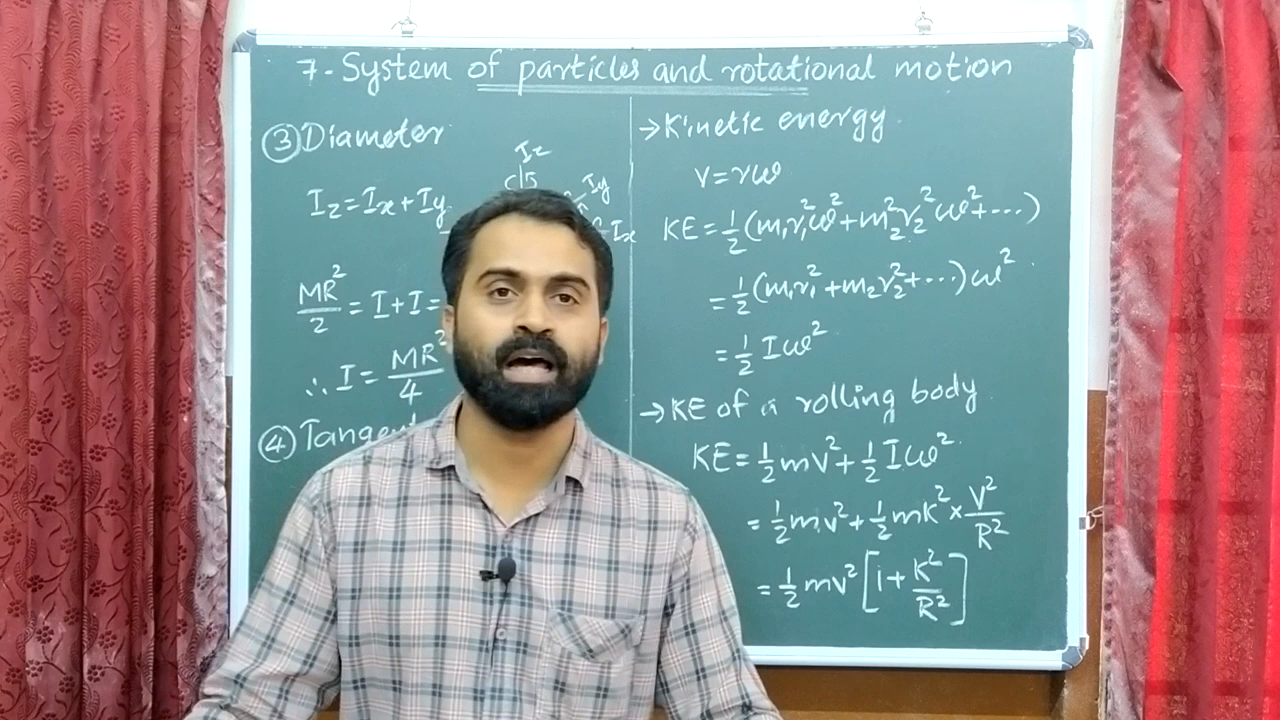 7. System of particles and rotational motion
③ Diameter
Iz
Iy
Ix
Iz = Ix + Iy
MR²/2 = I + I =
∴ I = MR²/4
④ Tangent
→ Kinetic energy
v = rω
KE = ½(m₁r₁²ω² + m₂²r₂²ω² + ...)
= ½(m₁r₁² + m₂r₂² + ...)ω²
= ½Iω²
→ KE of a rolling body
KE = ½mv² + ½Iω²
= ½mv² + ½mK² × V²/R²
= ½mv²[1 + K²/R²]